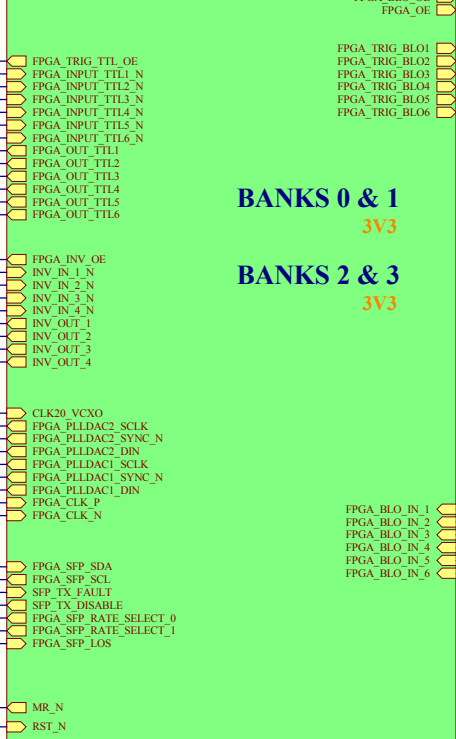 FPGA_OE
FPGA_TRIG_BLO1
FPGA_TRIG_BLO2
FPGA_TRIG_BLO3
FPGA_TRIG_BLO4
FPGA_TRIG_BLO5
FPGA_TRIG_BLO6
FPGA_TRIG_TTL_OE
FPGA_INPUT_TTL1_N
FPGA_INPUT_TTL2_N
FPGA_INPUT_TTL3_N
FPGA_INPUT_TTL4_N
FPGA_INPUT_TTL5_N
FPGA_INPUT_TTL6_N
FPGA_OUT_TTL1
FPGA_OUT_TTL2
FPGA_OUT_TTL3
FPGA_OUT_TTL4
FPGA_OUT_TTL5
FPGA_OUT_TTL6
BANKS 0 & 1
3V3
BANKS 2 & 3
3V3
FPGA_INV_OE
INV_IN_1_N
INV_IN_2_N
INV_IN_3_N
INV_IN_4_N
INV_OUT_1
INV_OUT_2
INV_OUT_3
INV_OUT_4
CLK20_VCXO
FPGA_PLLDAC2_SCLK
FPGA_PLLDAC2_SYNC_N
FPGA_PLLDAC2_DIN
FPGA_PLLDAC1_SCLK
FPGA_PLLDAC1_SYNC_N
FPGA_PLLDAC1_DIN
FPGA_CLK_P
FPGA_CLK_N
FPGA_BLO_IN_1
FPGA_BLO_IN_2
FPGA_BLO_IN_3
FPGA_BLO_IN_4
FPGA_BLO_IN_5
FPGA_BLO_IN_6
FPGA_SFP_SDA
FPGA_SFP_SCL
SFP_TX_FAULT
SFP_TX_DISABLE
FPGA_SFP_RATE_SELECT_0
FPGA_SFP_RATE_SELECT_1
FPGA_SFP_LOS
MR_N
RST_N